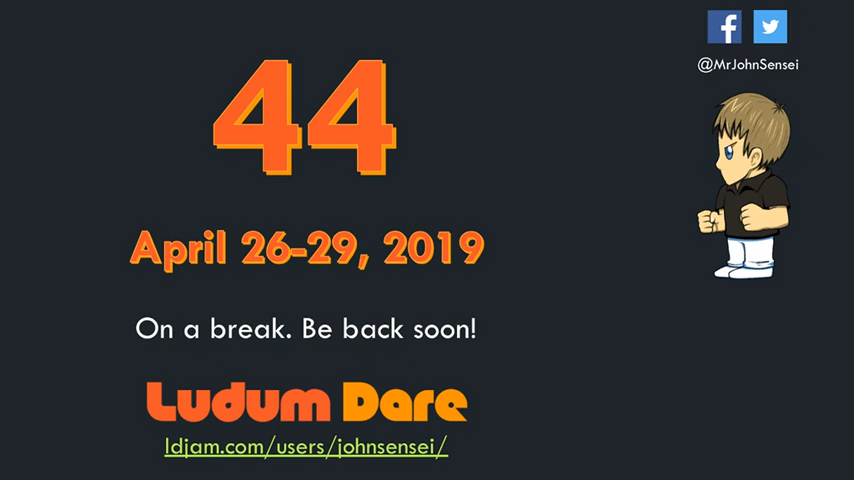 44
April 26-29, 2019
On a break. Be back soon!
Ludum Dare
ldjam.com/users/johnsensei/
@MrJohnSensei